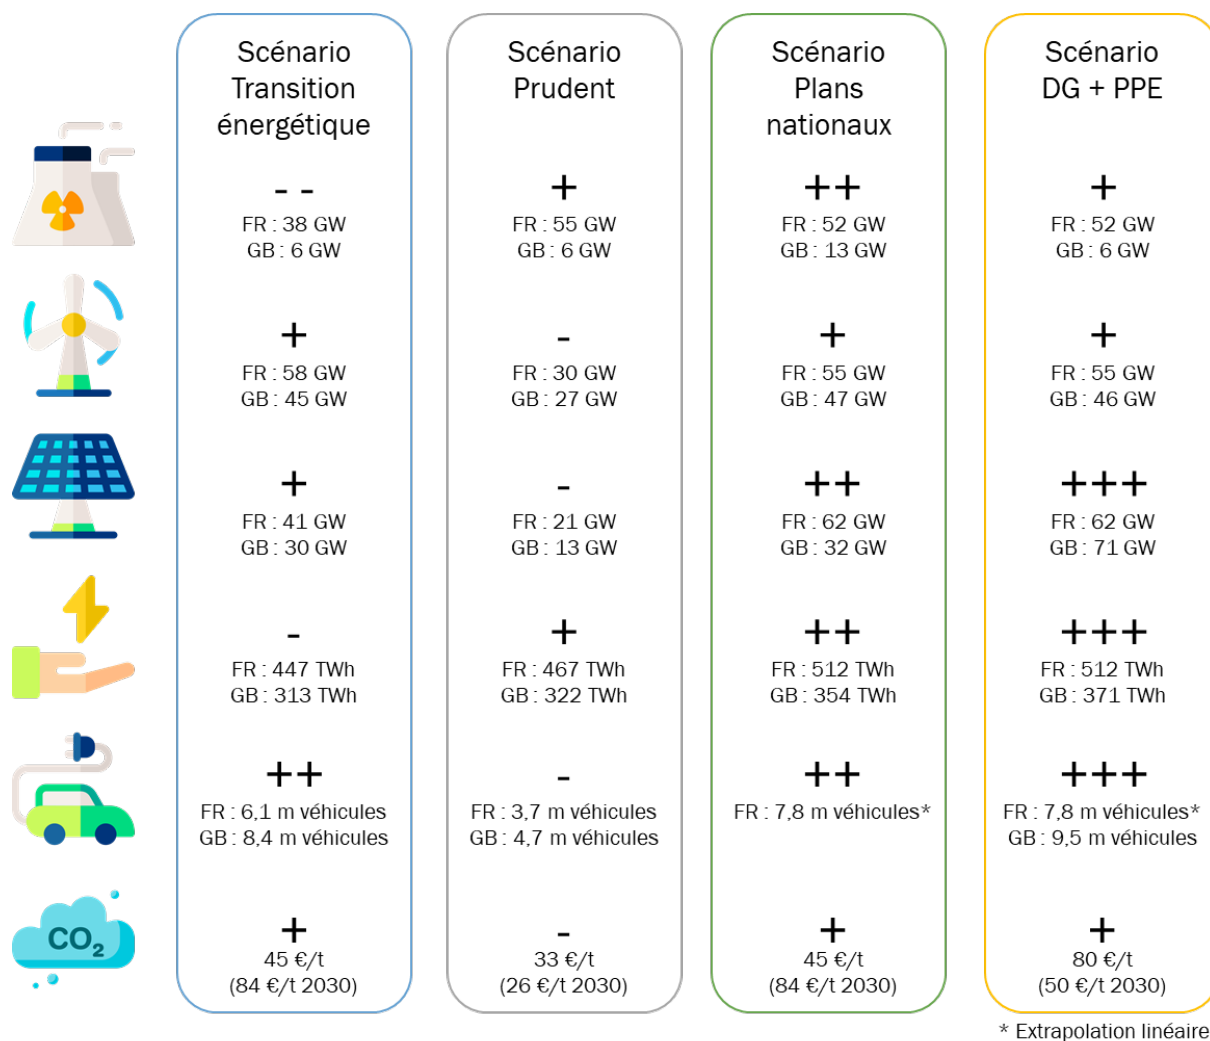 Scénario
Transition
énergétique
- -
FR : 38 GW
GB : 6 GW
+
FR : 58 GW
GB : 45 GW
+
FR : 41 GW
GB : 30 GW
-
FR : 447 TWh
GB : 313 TWh
++
FR : 6,1 m véhicules
GB : 8,4 m véhicules
+
45 €/t
(84 €/t 2030)
Scénario
Prudent
+
FR : 55 GW
GB : 6 GW
-
FR : 30 GW
GB : 27 GW
-
FR : 21 GW
GB : 13 GW
+
FR : 467 TWh
GB : 322 TWh
-
FR : 3,7 m véhicules
GB : 4,7 m véhicules
-
33 €/t
(26 €/t 2030)
Scénario
Plans
nationaux
++
FR : 52 GW
GB : 13 GW
+
FR : 55 GW
GB : 47 GW
++
FR : 62 GW
GB : 32 GW
++
FR : 512 TWh
GB : 354 TWh
++
FR : 7,8 m véhicules*
+
45 €/t
(84 €/t 2030)
Scénario
DG + PPE
+
FR : 52 GW
GB : 6 GW
+
FR : 55 GW
GB : 46 GW
+++
FR : 62 GW
GB : 71 GW
+++
FR : 512 TWh
GB : 371 TWh
+++
FR : 7,8 m véhicules*
GB : 9,5 m véhicules
+
80 €/t
(50 €/t 2030)
CO2
* Extrapolation linéaire